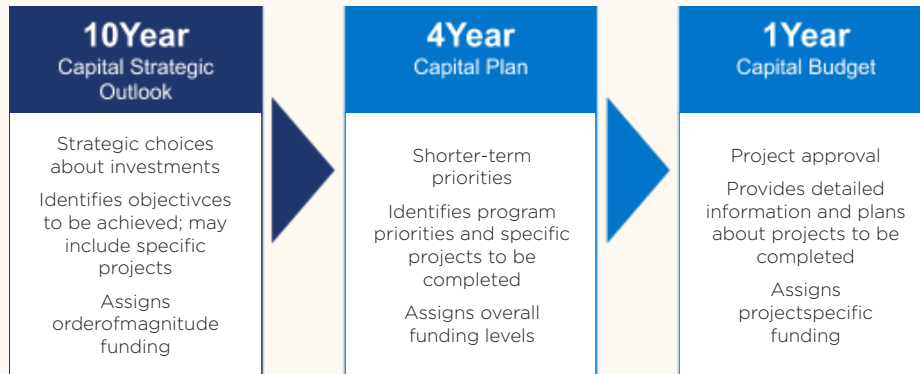 10Year
Capital Strategic
Outlook
Strategic choices
about investments
Identifies objectivces
to be achieved; may
include specific
projects
Assigns
orderofmagnitude
funding
4Year
Capital Plan
Shorter-term
priorities
Identifies program
priorities and specific
projects to be
completed
Assigns overall
funding levels
1Year
Capital Budget
Project approval
Provides detailed
information and plans
about projects to be
completed
Assigns
projectspecific
funding